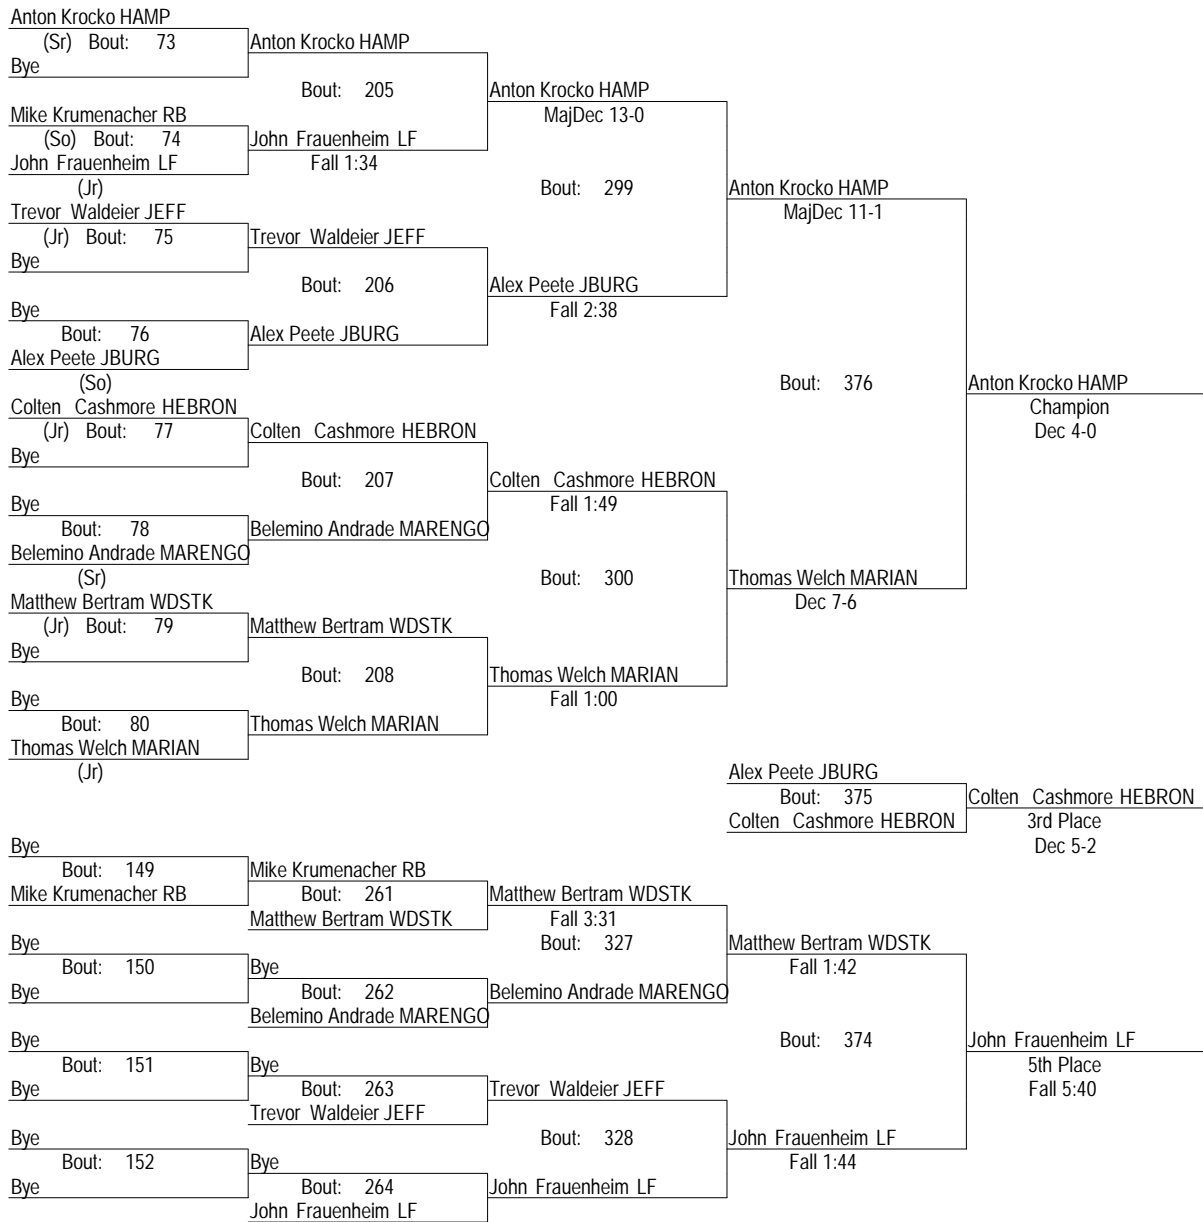 Anton Krocko HAMP
(Sr) Bout: 73
Anton Krocko HAMP
Bye
Bout: 205
Anton Krocko HAMP
Mike Krumenacher RB
MajDec 13-0
(So) Bout: 74
John Frauenheim LF
John Frauenheim LF
Fall 1:34
(Jr)
Bout: 299
Anton Krocko HAMP
Trevor Waldeier JEFF
MajDec 11-1
(Jr) Bout: 75
Trevor Waldeier JEFF
Bye
Bout: 206
Alex Peete JBURG
Bye
Fall 2:38
Bout: 76
Alex Peete JBURG
Alex Peete JBURG
(So)
Bout: 376
Anton Krocko HAMP
Colten Cashmore HEBRON
Champion
(Jr) Bout: 77
Colten Cashmore HEBRON
Dec 4-0
Bye
Bout: 207
Colten Cashmore HEBRON
Bye
Fall 1:49
Bout: 78
Belemino Andrade MARENGO
Belemino Andrade MARENGO
(Sr)
Bout: 300
Thomas Welch MARIAN
Matthew Bertram WDSTK
Dec 7-6
(Jr) Bout: 79
Matthew Bertram WDSTK
Bye
Bout: 208
Thomas Welch MARIAN
Bye
Fall 1:00
Bout: 80
Thomas Welch MARIAN
Thomas Welch MARIAN
(Jr)
Alex Peete JBURG
Bout: 375
Colten Cashmore HEBRON
Colten Cashmore HEBRON
3rd Place
Dec 5-2
Bye
Bout: 149
Mike Krumenacher RB
Mike Krumenacher RB
Bout: 261
Matthew Bertram WDSTK
Matthew Bertram WDSTK
Fall 3:31
Bye
Bout: 327
Matthew Bertram WDSTK
Bout: 150
Bye
Fall 1:42
Bye
Bout: 262
Belemino Andrade MARENGO
Belemino Andrade MARENGO
Bye
Bout: 374
John Frauenheim LF
Bout: 151
Bye
5th Place
Bye
Bout: 263
Trevor Waldeier JEFF
Fall 5:40
Trevor Waldeier JEFF
Bye
Bout: 328
John Frauenheim LF
Bout: 152
Bye
Fall 1:44
Bye
Bout: 264
John Frauenheim LF
John Frauenheim LF